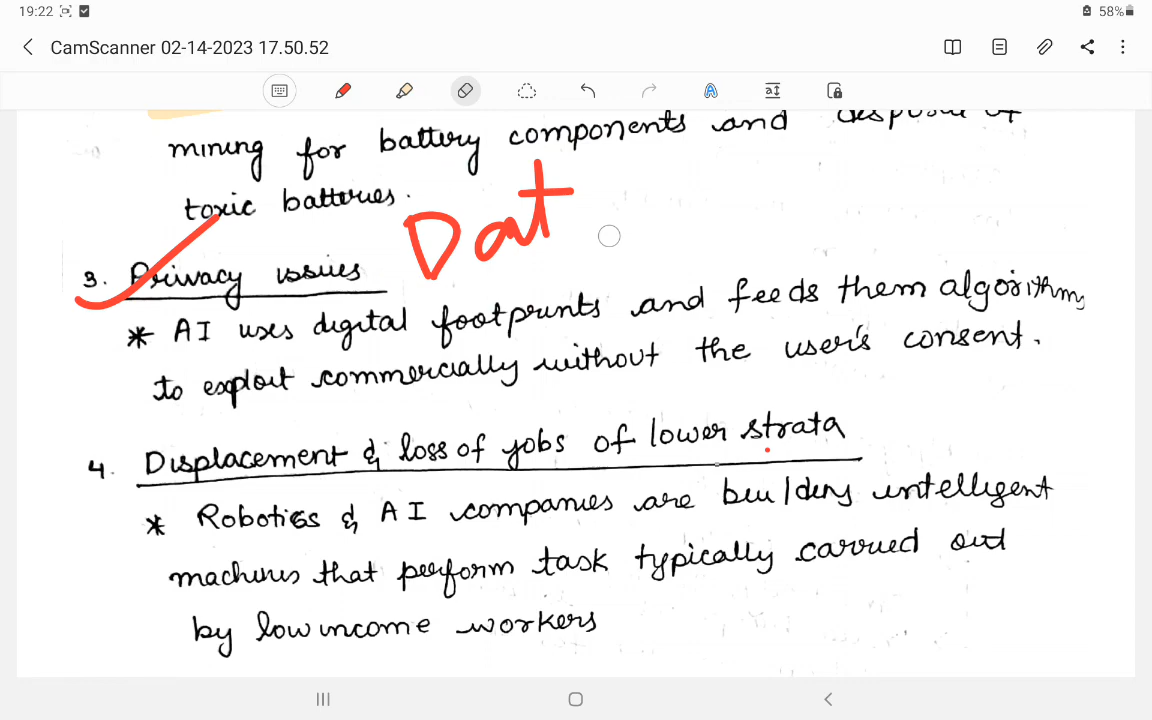 19:22
58%
CamScanner 02-14-2023 17.50.52
mining for battery components and disposal of
toxic batteries.
Dat
3. Privacy issues
* AI uses digital footprints and feeds them algorithms
to exploit commercially without the user's consent.
4. Displacement & loss of jobs of lower strata
* Robotics & AI companies are building intelligent
machines that perform task typically carried out
by low income workers